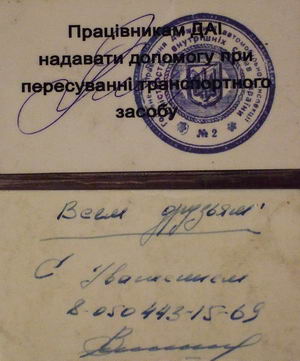 Працівникам ДАІ
надавати допомогу при
пересуванні транспортного
засобу
№ 2
Всем друзьям!
С Уважением
8-050 443-15-69